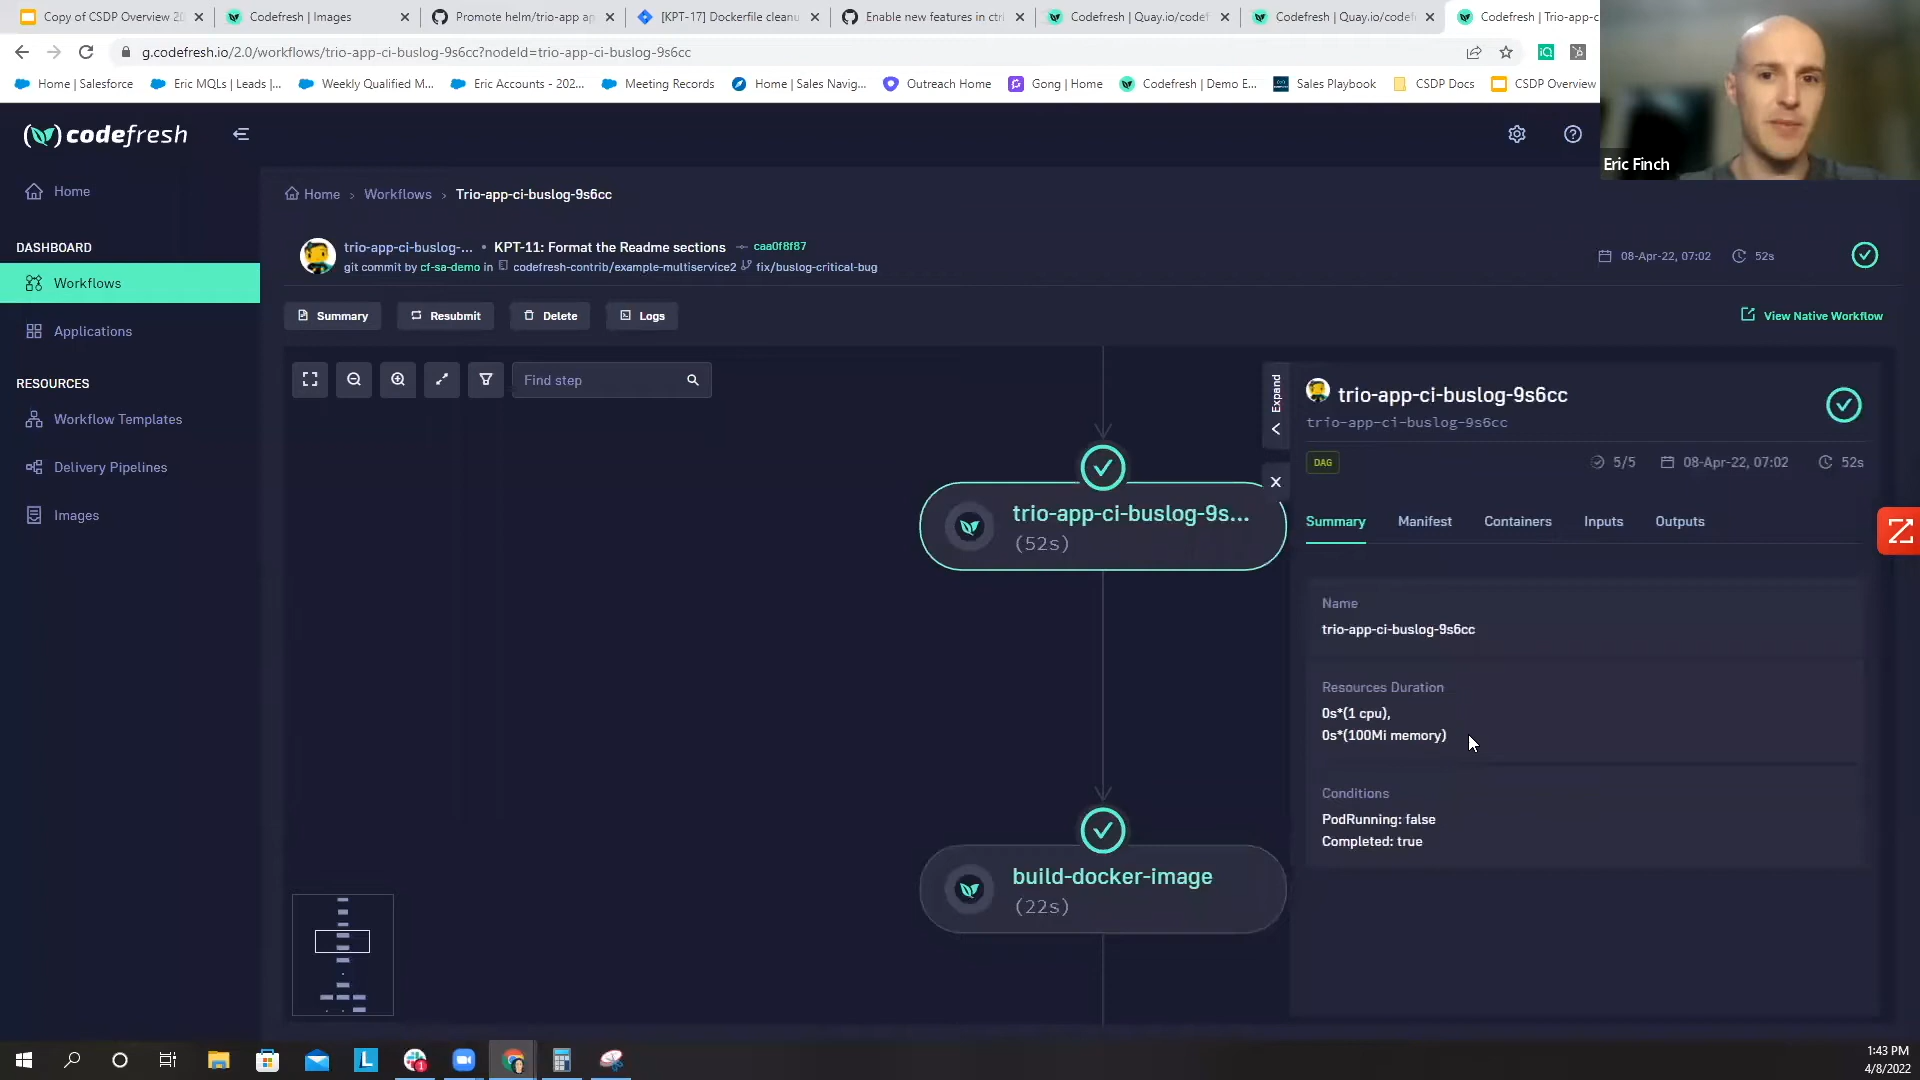 Copy of CSDP Overview 20
Codefresh | Images
Promote helm/trio-app ap
[KPT-17] Dockerfile cleanu
Enable new features in ctrl
Codefresh | Quay.io/codef
Codefresh | Quay.io/codef
Codefresh | Trio-app-c
g.codefresh.io/2.0/workflows/trio-app-ci-buslog-9s6cc?nodeId=trio-app-ci-buslog-9s6cc
Home | Salesforce
Eric MQLs | Leads |...
Weekly Qualified M...
Eric Accounts - 202...
Meeting Records
Home | Sales Navig...
Outreach Home
Gong | Home
Codefresh | Demo E...
Sales Playbook
CSDP Docs
CSDP Overview
codefresh
Eric Finch
Home
DASHBOARD
Workflows
Applications
RESOURCES
Workflow Templates
Delivery Pipelines
Images
Home > Workflows > Trio-app-ci-buslog-9s6cc
trio-app-ci-buslog-... • KPT-11: Format the Readme sections caa0f8f87
git commit by cf-sa-demo in codefresh-contrib/example-multiservice2 fix/buslog-critical-bug
08-Apr-22, 07:02 52s
Summary
Resubmit
Delete
Logs
View Native Workflow
Find step
trio-app-ci-buslog-9s...
(52s)
build-docker-image
(22s)
Expand
trio-app-ci-buslog-9s6cc
trio-app-ci-buslog-9s6cc
DAG
5/5 08-Apr-22, 07:02 52s
Summary Manifest Containers Inputs Outputs
Name
trio-app-ci-buslog-9s6cc
Resources Duration
0s*(1 cpu),
0s*(100Mi memory)
Conditions
PodRunning: false
Completed: true
L
1
1:43 PM
4/8/2022